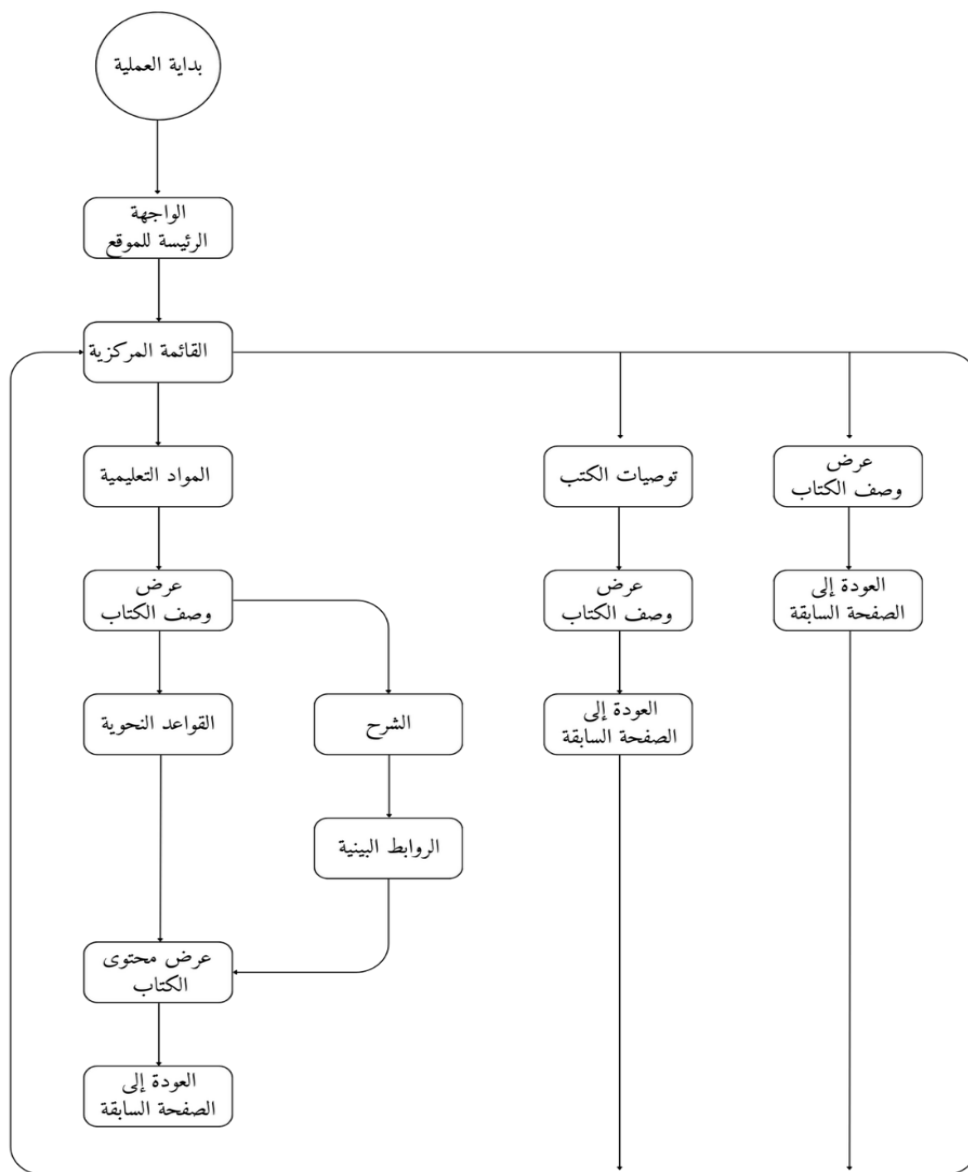 بداية العملية
الواجهة
الرئيسة للموقع
القائمة المركزية
المواد التعليمية
توصيات الكتب
عرض
وصف الكتاب
عرض
وصف الكتاب
عرض
وصف الكتاب
العودة إلى
الصفحة السابقة
القواعد النحوية
الشرح
العودة إلى
الصفحة السابقة
الروابط البينية
عرض محتوى
الكتاب
العودة إلى
الصفحة السابقة